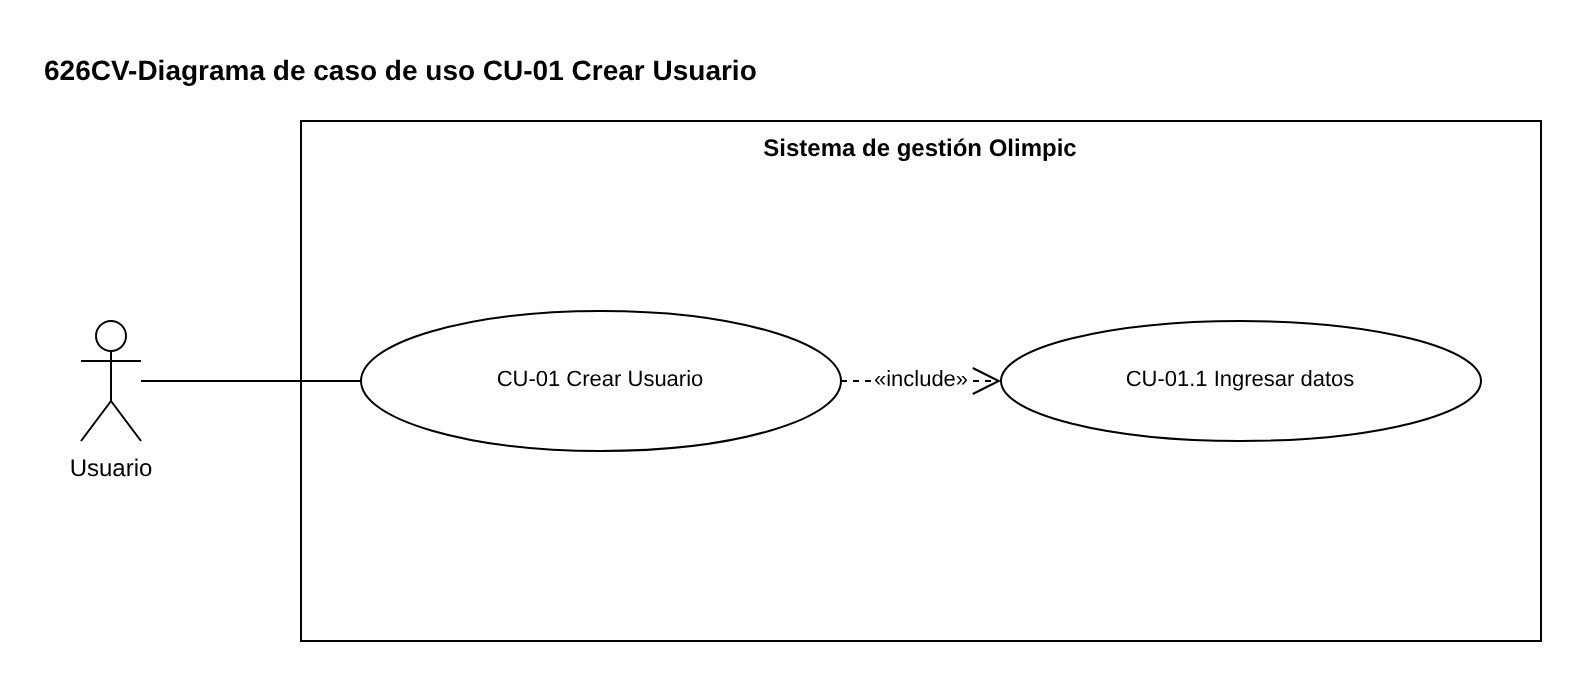 626CV-Diagrama de caso de uso CU-01 Crear Usuario
Sistema de gestión Olimpic
CU-01 Crear Usuario
«include»
CU-01.1 Ingresar datos
Usuario